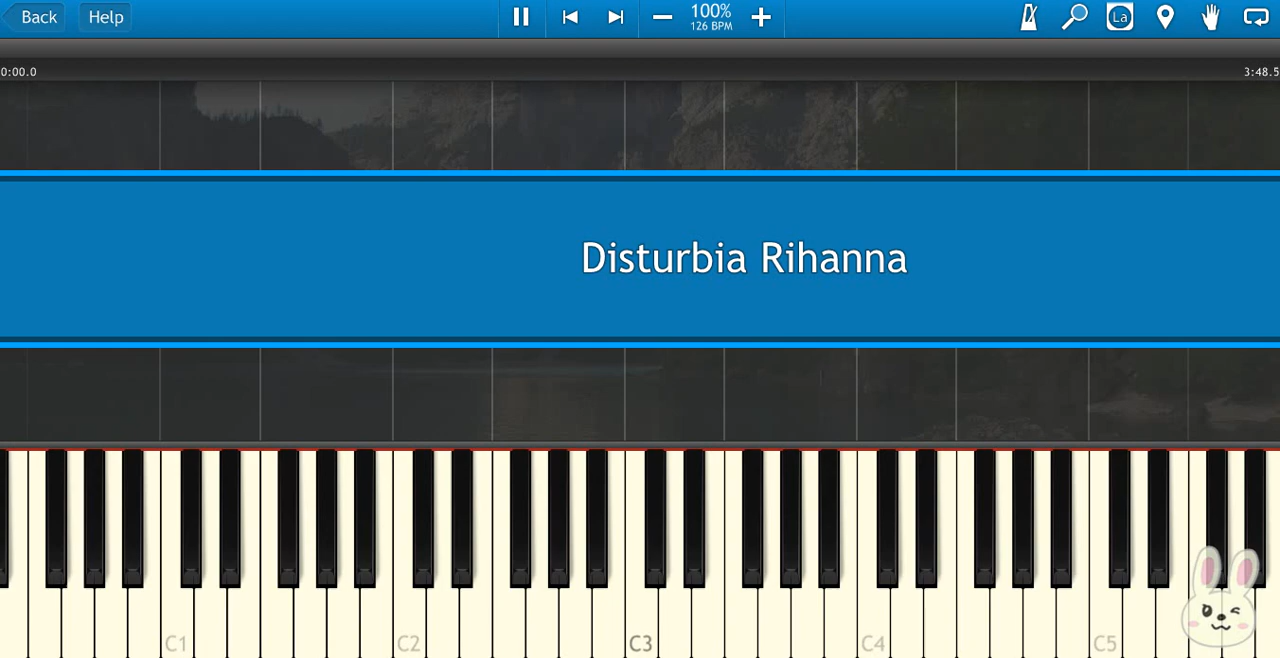 Back
Help
100%
126 BPM
La
0:00.0
3:48.5
Disturbia Rihanna
C1
C2
C3
C4
C5